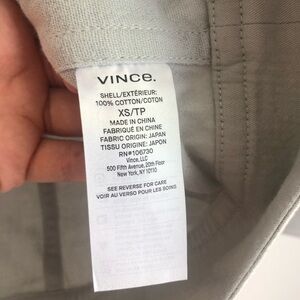 VINCE.
SHELL/EXTÉRIEUR:
100% COTTON/COTON
XS/TP
MADE IN CHINA
FABRIQUÉ EN CHINE
FABRIC ORIGIN: JAPAN
TISSU ORIGINE: JAPON
RN#106730
Vince, LLC
500 Fifth Avenue, 20th Floor
New York, NY 10110
SEE REVERSE FOR CARE
VOIR AU VERSO POUR LES SOINS